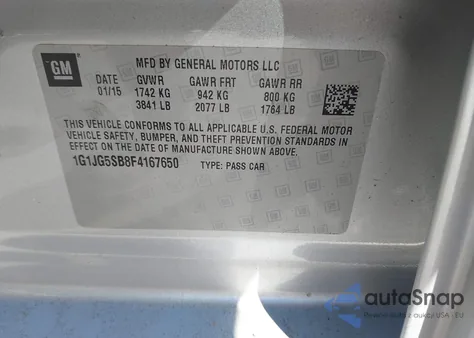 GM
MFD BY GENERAL MOTORS LLC
DATE GVWR GAWR FRT GAWR RR
01/15 1742 KG 942 KG 800 KG
3841 LB 2077 LB 1764 LB
THIS VEHICLE CONFORMS TO ALL APPLICABLE U.S. FEDERAL MOTOR
VEHICLE SAFETY, BUMPER, AND THEFT PREVENTION STANDARDS IN
EFFECT ON THE DATE OF MANUFACTURE SHOWN ABOVE.
1G1JG5SB8F4167650 TYPE: PASS CAR
autoSnap